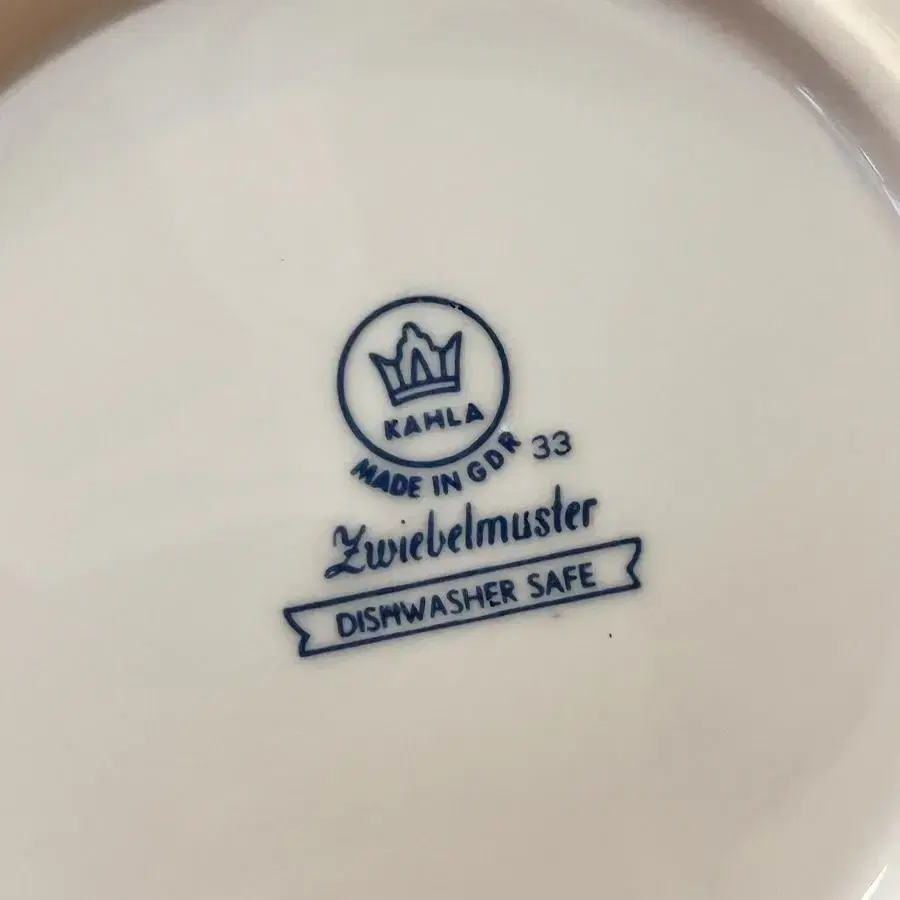 KAHLA
MADE IN GDR 33
Zwiebelmuster
DISHWASHER SAFE